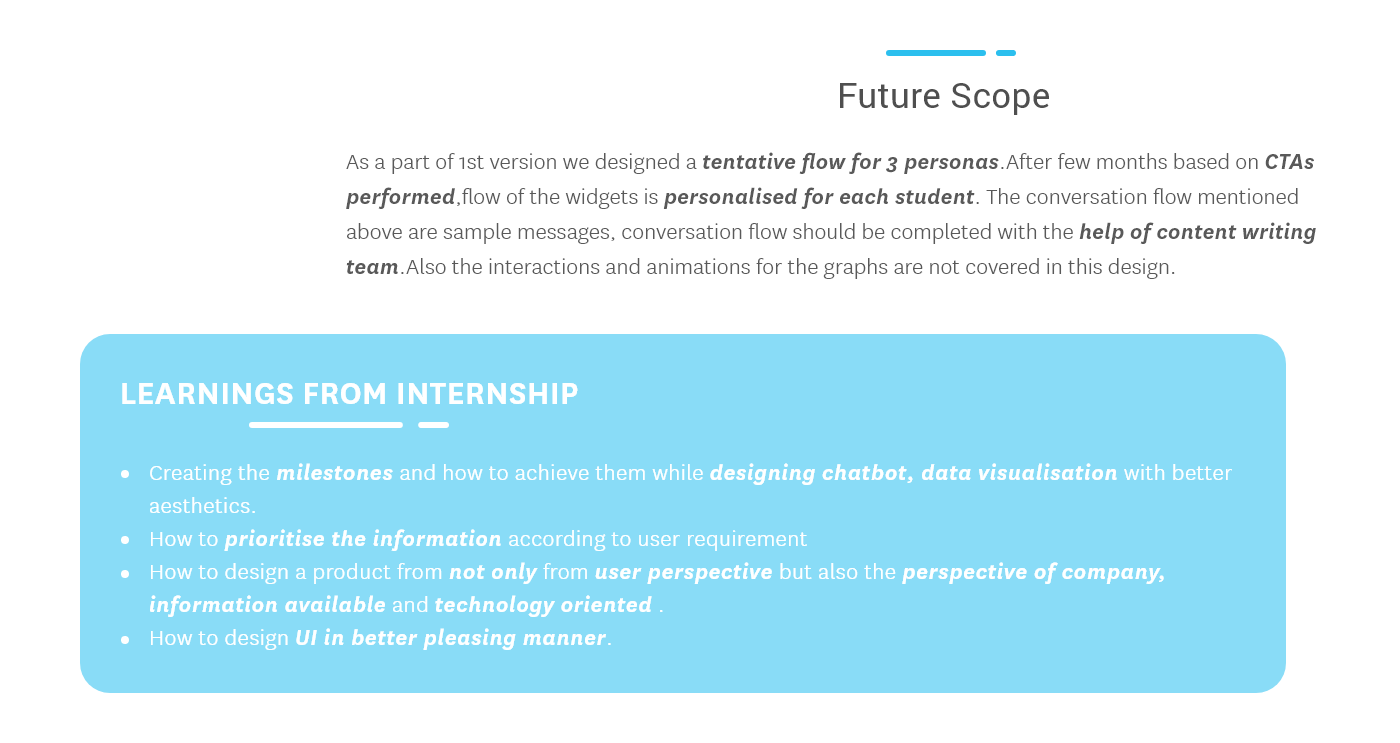 Future Scope
As a part of 1st version we designed a tentative flow for 3 personas.After few months based on CTAs
performed,flow of the widgets is personalised for each student. The conversation flow mentioned
above are sample messages, conversation flow should be completed with the help of content writing
team.Also the interactions and animations for the graphs are not covered in this design.
LEARNINGS FROM INTERNSHIP
• Creating the milestones and how to achieve them while designing chatbot, data visualisation with better
aesthetics.
• How to prioritise the information according to user requirement
• How to design a product from not only from user perspective but also the perspective of company,
information available and technology oriented .
• How to design UI in better pleasing manner.